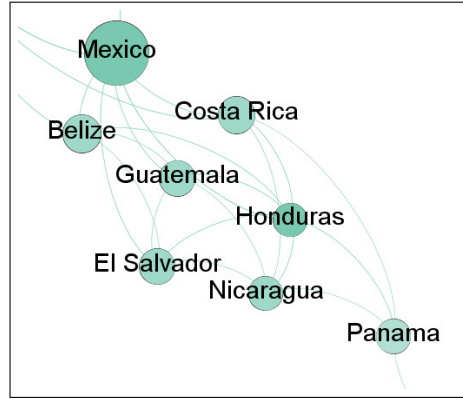 Mexico
Costa Rica
Belize
Guatemala
Honduras
El Salvador
Nicaragua
Panama